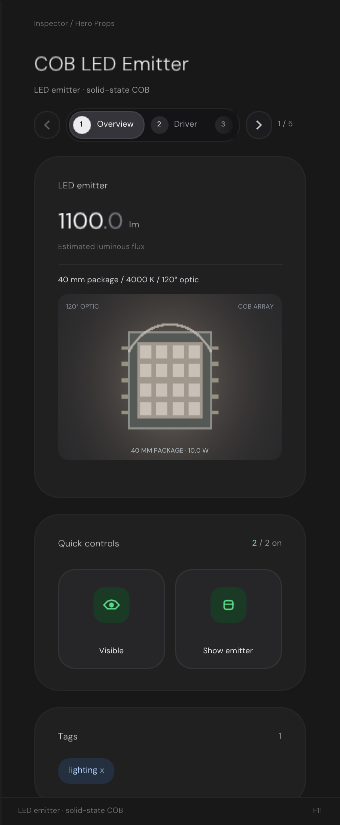 Inspector / Hero Props
COB LED Emitter
LED emitter · solid-state COB
1 Overview 2 Driver 3 1 / 5
LED emitter
1100.0 lm
Estimated luminous flux
40 mm package / 4000 K / 120° optic
120° OPTIC COB ARRAY
40 MM PACKAGE · 10.0 W
Quick controls 2 / 2 on
Visible Show emitter
Tags 1
lighting x
LED emitter · solid-state COB